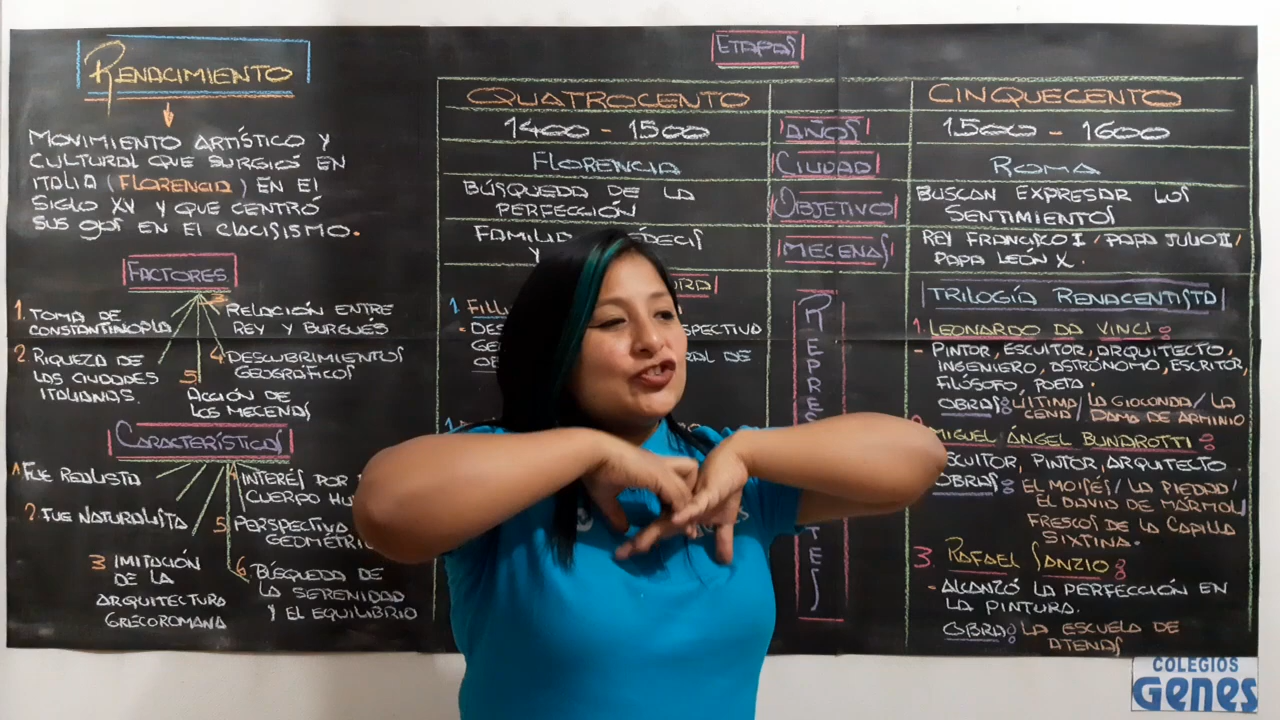 RENACIMIENTO
MOVIMIENTO ARTÍSTICO Y
CULTURAL QUE SURGIÓ EN
ITALIA (FLORENCIA) EN El
SIGLO XV Y QUE CENTRÓ
SUS OJOS EN El CLACISISMO.
FACTORES
1. TOMA DE
CONSTANTINOPLA
2. RIQUEZA DE
LAS CIUDADES
ITALIANAS.
3. RELACIÓN ENTRE
REY Y BURGUÉS
4. DESCUBRIMIENTOS
GEOGRÁFICOS
5. ACCIÓN DE
LOS MECENAS
CARACTERÍSTICAS
1. FUE REALISTA
2. FUE NATURALISTA
3 IMITACIÓN
DE LA
ARQUITECTURA
GRECOROMANA
INTERÉS POR
CUERPO
5. PERSPECTIVA
6. BÚSQUEDA DE
LA SERENIDAD
Y El EQUILIBRIO
ETAPAS
QUATROCENTO
1400 - 1500
FLORENCIA
BÚSQUEDA DE LA
PERFECCIÓN
AÑOS
CIUDAD
OBJETIVO
MECENAS
CINQUECENTO
1500 - 1600
ROMA
BUSCAN EXPRESAR LOS
SENTIMIENTOS
REY FRANCISCO I / PAPA JULIO II /
PAPA LEÓN X.
TRILOGÍA RENACENTISTA
1. LEONARDO DA VINCI:
- PINTOR, ESCUlTOR, ARQUITECTO,
INGENIERO, ASTRÓNOMO, ESCRITOR,
FILÓSOFO, POETA.
OBRAS: ÚlTIMA / LA GIOCONDA / LA
CENA / DAMA DE ARMINIO
MIGUEL ÁNGEL BUNAROTTI:
ESCUlTOR, PINTOR, ARQUITECTO
OBRAS: El MOISÉS / LA PIEDAD /
El DAVID DE MÁRMOL /
FRESCOS DE LA CAPILLA
SIXTINA.
3. RAFAEL SANZIO:
- ALCANZÓ LA PERFECCIÓN EN
LA PINTURA.
OBRA: LA ESCUELA DE
ATENAS
COLEGIOS
Genes